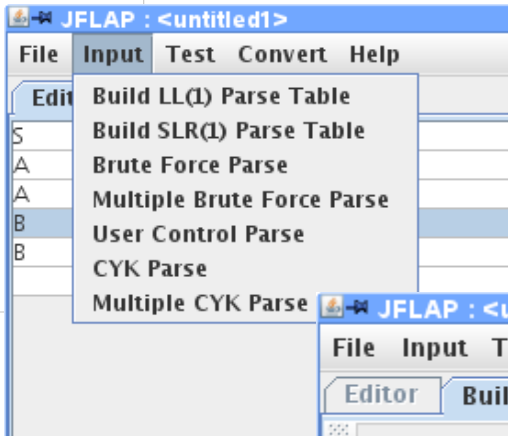 JFLAP : <untitled1>
File Input Test Convert Help
Edit
Build LL(1) Parse Table
Build SLR(1) Parse Table
Brute Force Parse
Multiple Brute Force Parse
User Control Parse
CYK Parse
Multiple CYK Parse
S
A
A
B
B
JFLAP : <u
File Input T
Editor Buil